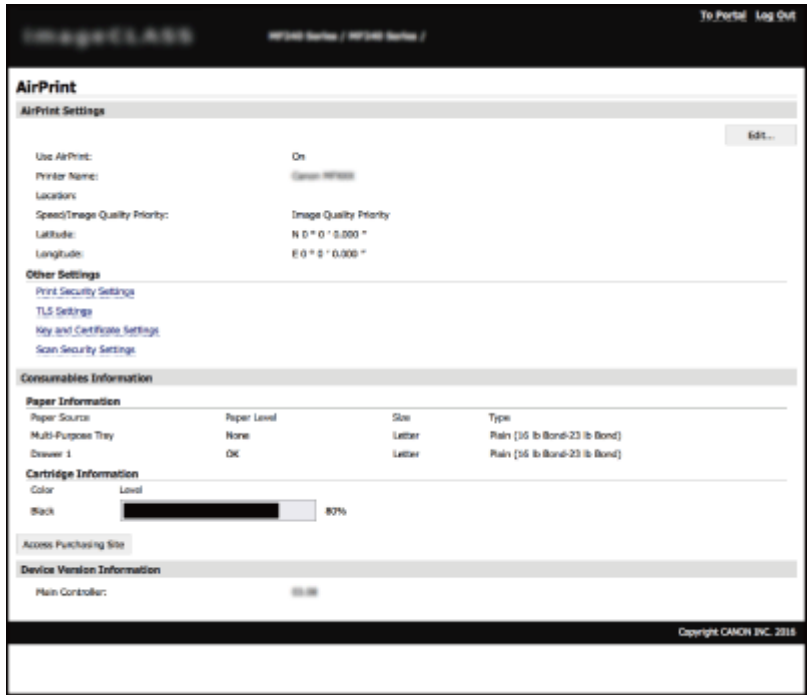 To Portal Log Out
imageCLASS MF240 Series / MF240 Series /
AirPrint
AirPrint Settings
Edit...
Use AirPrint: On
Printer Name:
Location:
Speed/Image Quality Priority: Image Quality Priority
Latitude: N 0 ° 0 ' 0.000 "
Longitude: E 0 ° 0 ' 0.000 "
Other Settings
Print Security Settings
TLS Settings
Key and Certificate Settings
Scan Security Settings
Consumables Information
Paper Information
Paper Source Paper Level Size Type
Multi-Purpose Tray None Letter Plain (16 lb Bond-23 lb Bond)
Drawer 1 OK Letter Plain (16 lb Bond-23 lb Bond)
Cartridge Information
Color Level
Black 80%
Access Purchasing Site
Device Version Information
Main Controller:
Copyright CANON INC. 2016